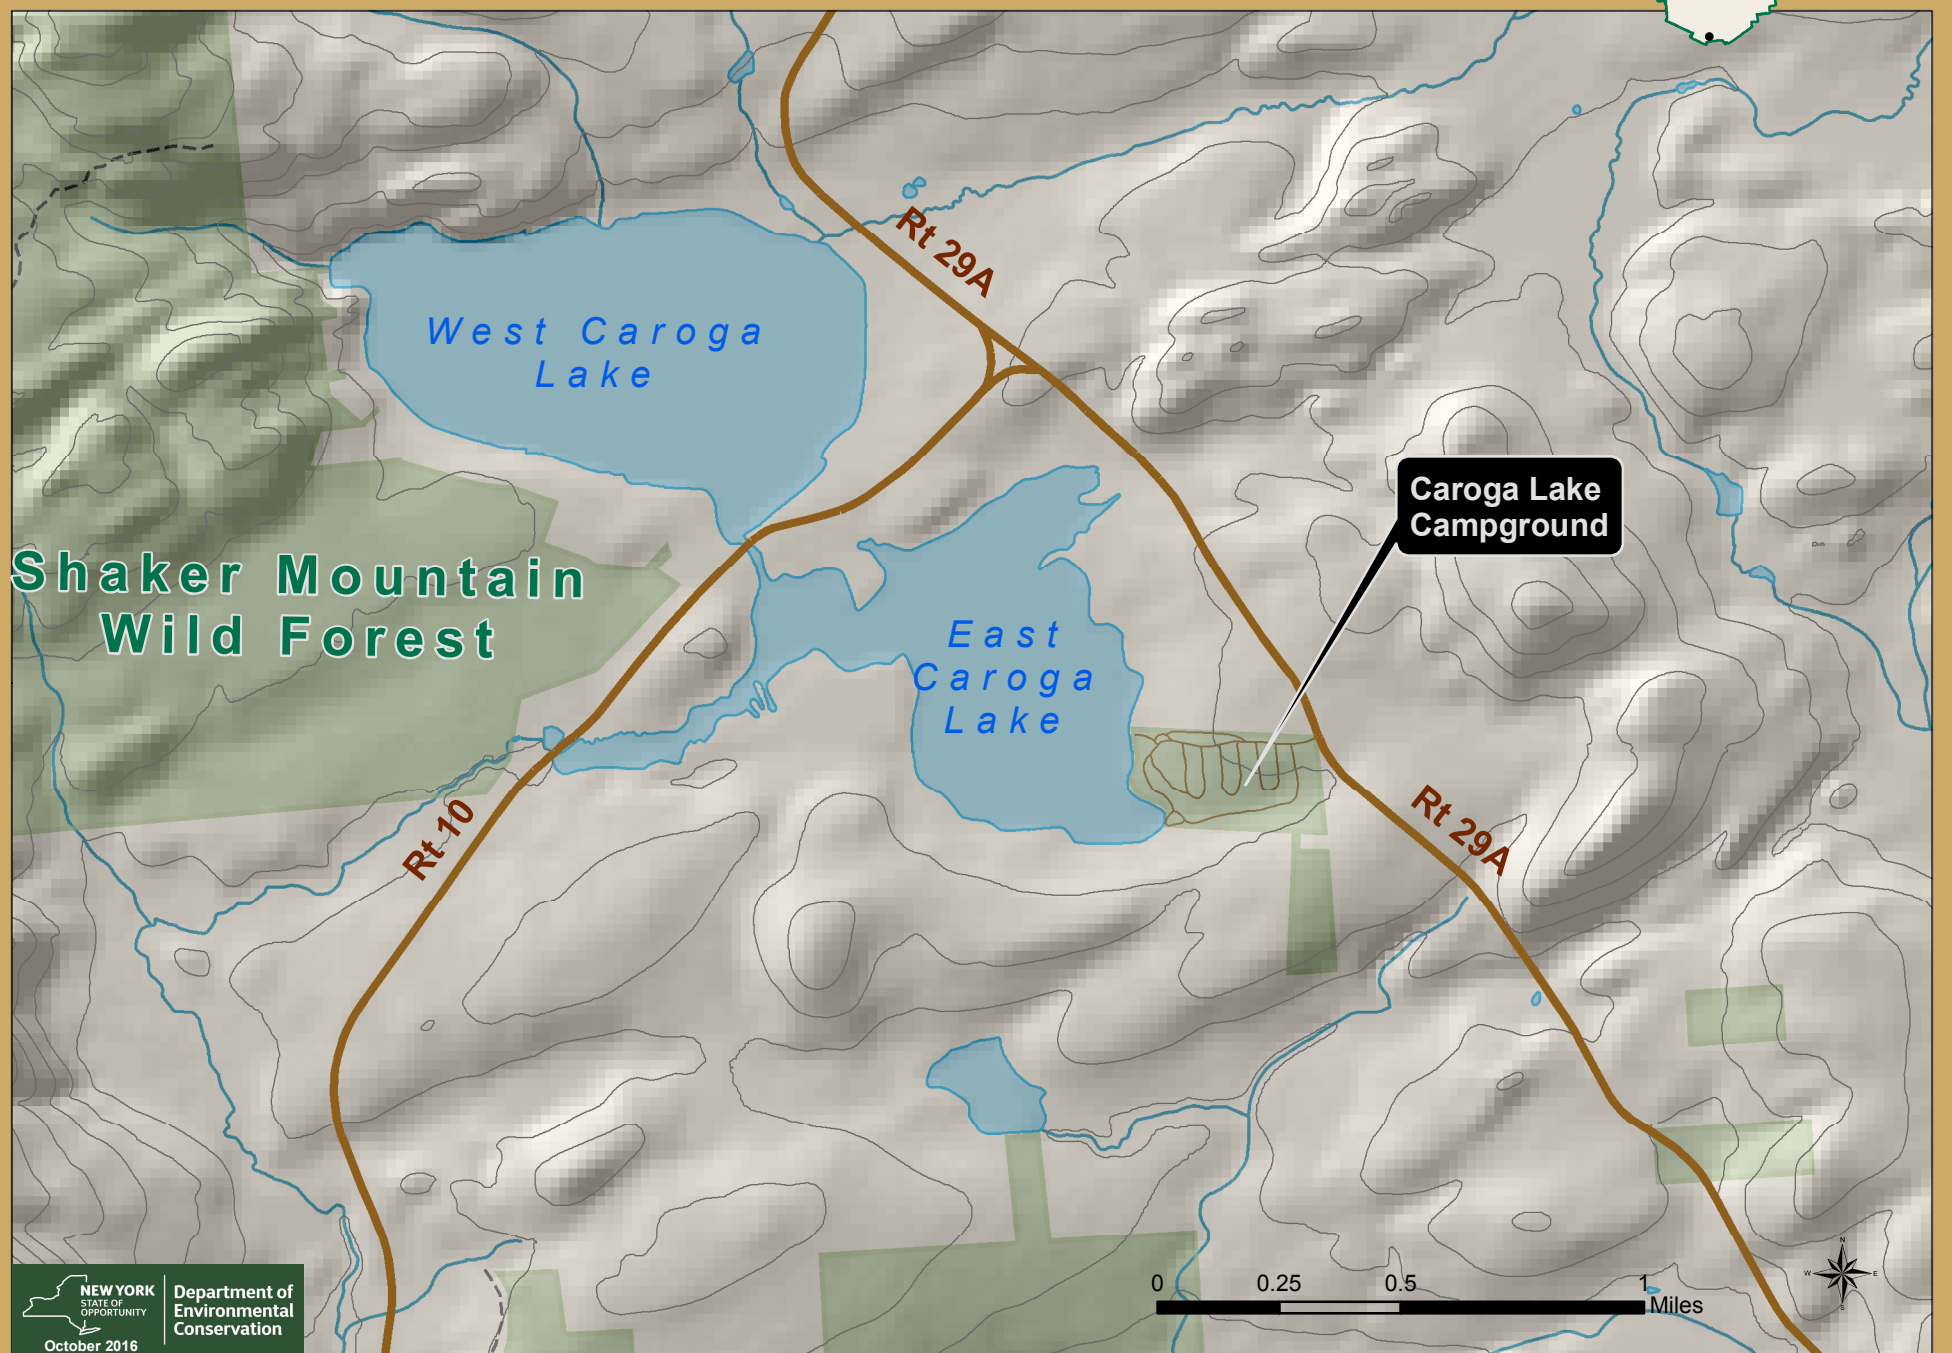 Rt 29A
West Caroga
Lake
Caroga Lake
Campground
Shaker Mountain
Wild Forest
East
Caroga
Lake
Rt 10
Rt 29A
N
W
E
S
0
0.25
0.5
1
Miles
NEW YORK
STATE OF
OPPORTUNITY
Department of
Environmental
Conservation
October 2016